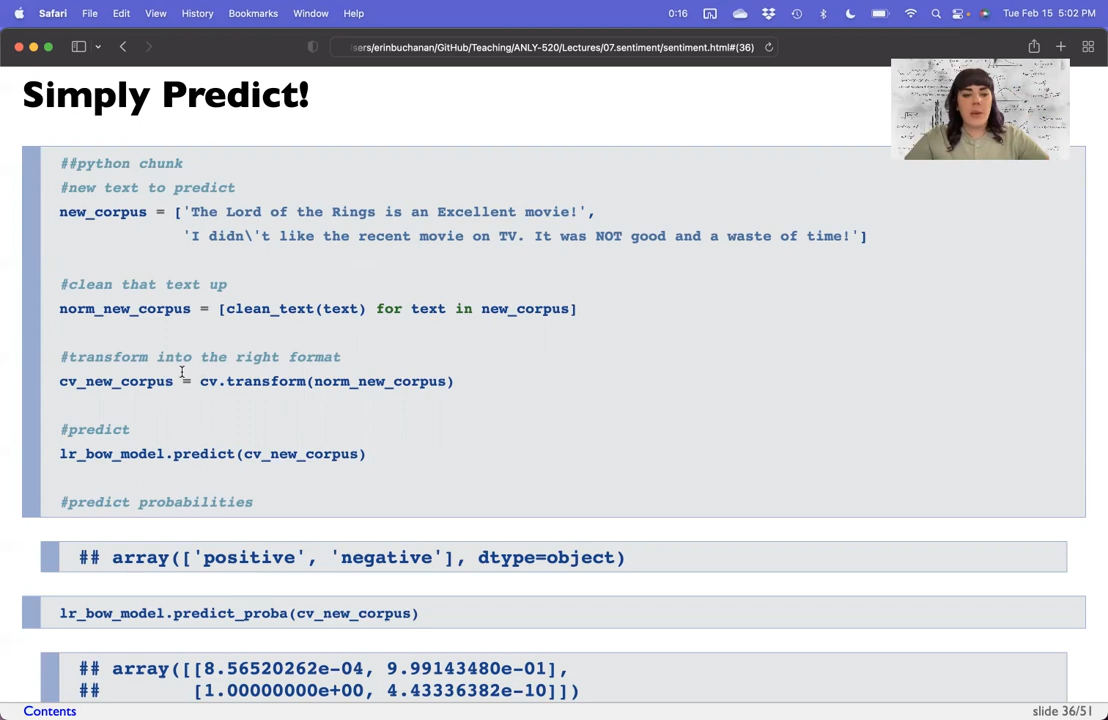 Safari File Edit View History Bookmarks Window Help 0:16 Tue Feb 15 5:02 PM
sers/erinbuchanan/GitHub/Teaching/ANLY-520/Lectures/07.sentiment/sentiment.html#(36)
Simply Predict!
##python chunk
#new text to predict
new_corpus = ['The Lord of the Rings is an Excellent movie!',
'I didn\'t like the recent movie on TV. It was NOT good and a waste of time!']
#clean that text up
norm_new_corpus = [clean_text(text) for text in new_corpus]
#transform into the right format
cv_new_corpus = cv.transform(norm_new_corpus)
#predict
lr_bow_model.predict(cv_new_corpus)
#predict probabilities
## array(['positive', 'negative'], dtype=object)
lr_bow_model.predict_proba(cv_new_corpus)
## array([[8.56520262e-04, 9.99143480e-01],
## [1.00000000e+00, 4.43336382e-10]])
Contents slide 36/51